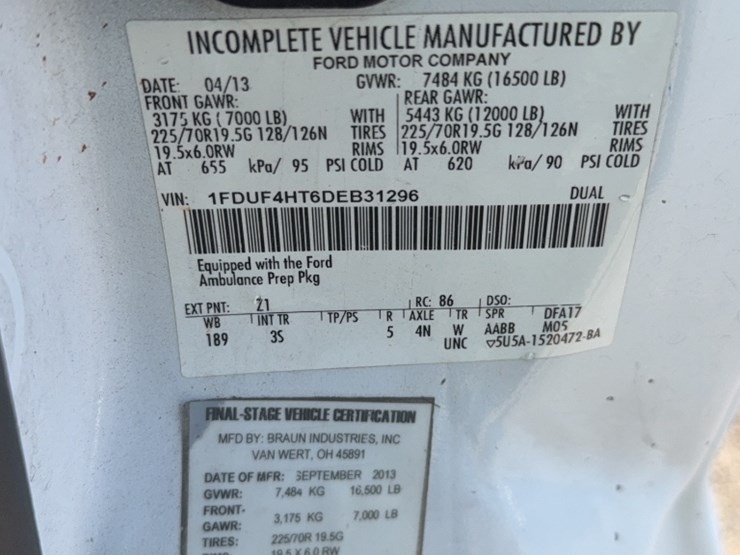 INCOMPLETE VEHICLE MANUFACTURED BY
FORD MOTOR COMPANY
DATE: 04/13 GVWR: 7484 KG (16500 LB)
FRONT GAWR: REAR GAWR:
3175 KG ( 7000 LB) WITH 5443 KG (12000 LB) WITH
225/70R19.5G 128/126N TIRES 225/70R19.5G 128/126N TIRES
19.5x6.0RW RIMS 19.5x6.0RW RIMS
AT 655 kPa/ 95 PSI COLD AT 620 kPa/ 90 PSI COLD
VIN: 1FDUF4HT6DEB31296 DUAL
Equipped with the Ford
Ambulance Prep Pkg
EXT PNT: Z1 RC: 86 DSO:
WB INT TR TP/PS R AXLE TR SPR DFA17
189 3S 5 4N W AABB M05
UNC ▽5U5A-1520472-BA
FINAL-STAGE VEHICLE CERTIFICATION
MFD BY: BRAUN INDUSTRIES, INC
VAN WERT, OH 45891
DATE OF MFR: SEPTEMBER 2013
GVWR: 7,484 KG 16,500 LB
FRONT-
GAWR: 3,175 KG 7,000 LB
TIRES: 225/70R 19.5G
19.5 X 6.0 RW